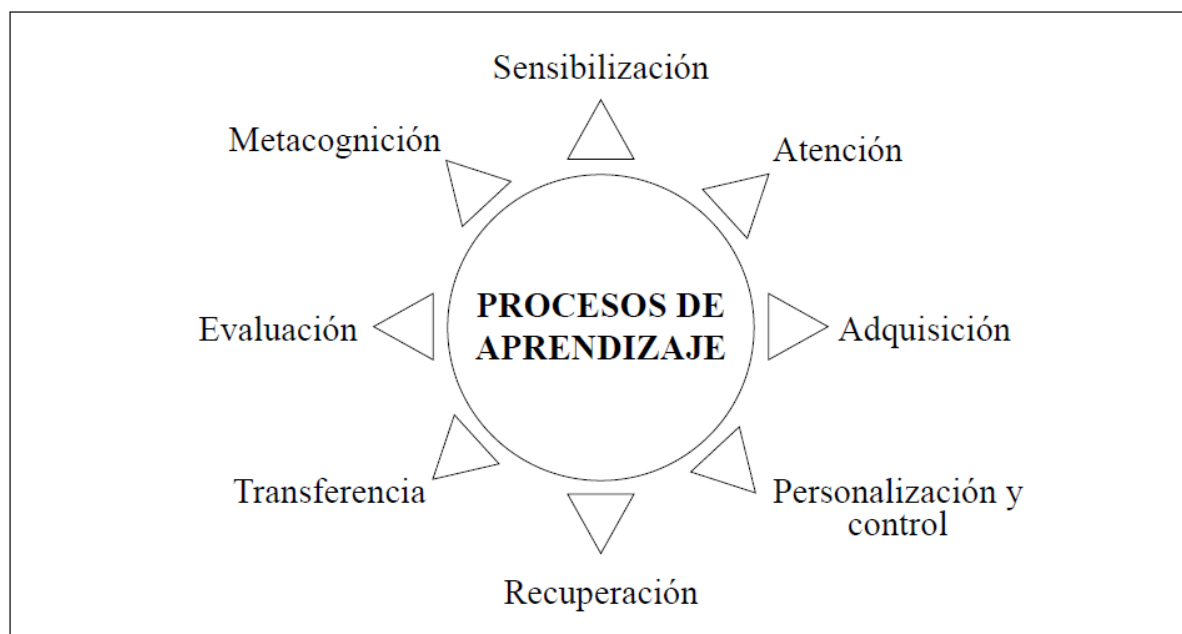 Sensibilización
Metacognición
Atención
PROCESOS DE
APRENDIZAJE
Evaluación
Adquisición
Transferencia
Personalización y
control
Recuperación